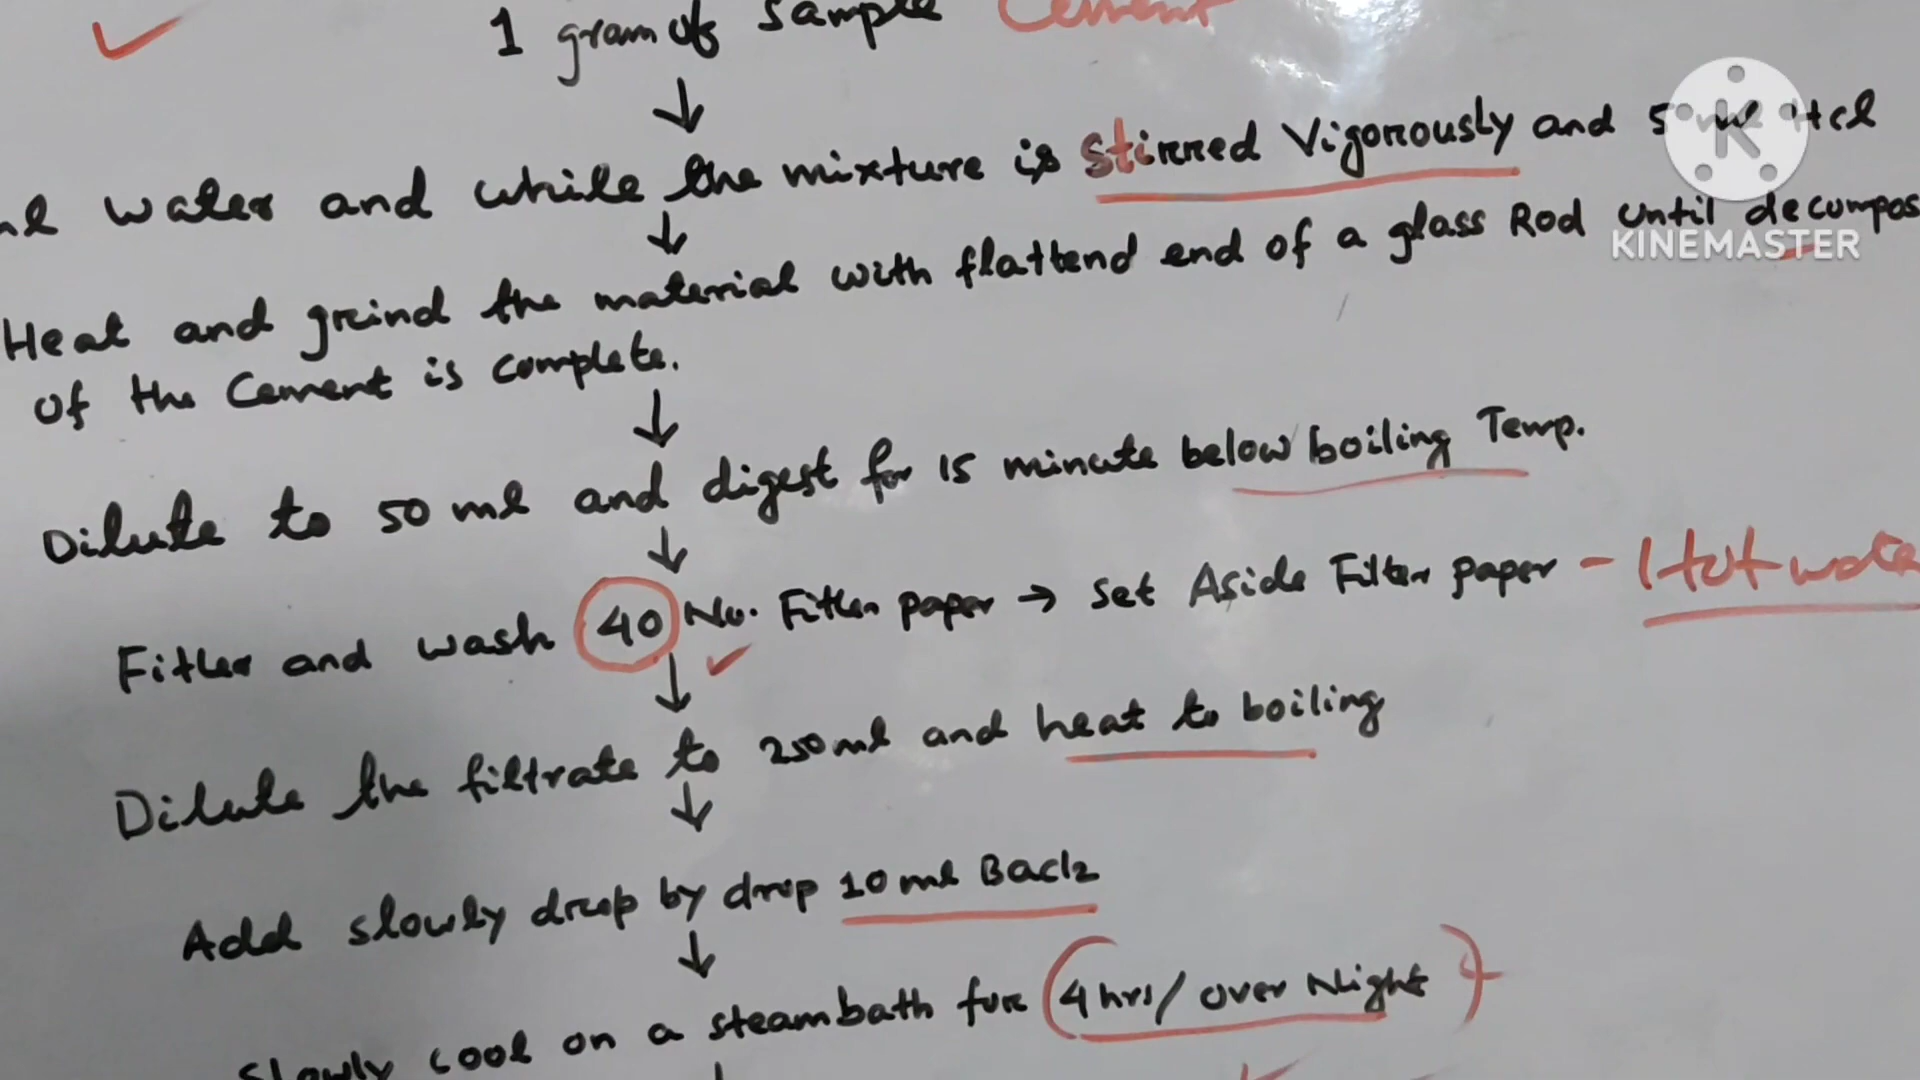 1 gram of sample Cement
ml water and while the mixture is stirred Vigorously and 5 ml Hcl
Heat and grind the material with flattend end of a glass Rod until decompos
of the Cement is complete.
Dilute to 50 ml and digest for 15 minute below boiling Temp.
Fitler and wash 40 No. Fitler paper → set Aside Filter paper - Hot wate
Dilute the filtrate to 250 ml and heat to boiling
Add slowly drop by drop 10 ml Bacl2
Slowly cool on a steambath for (4 hrs/ over Night)
K
KINEMASTER